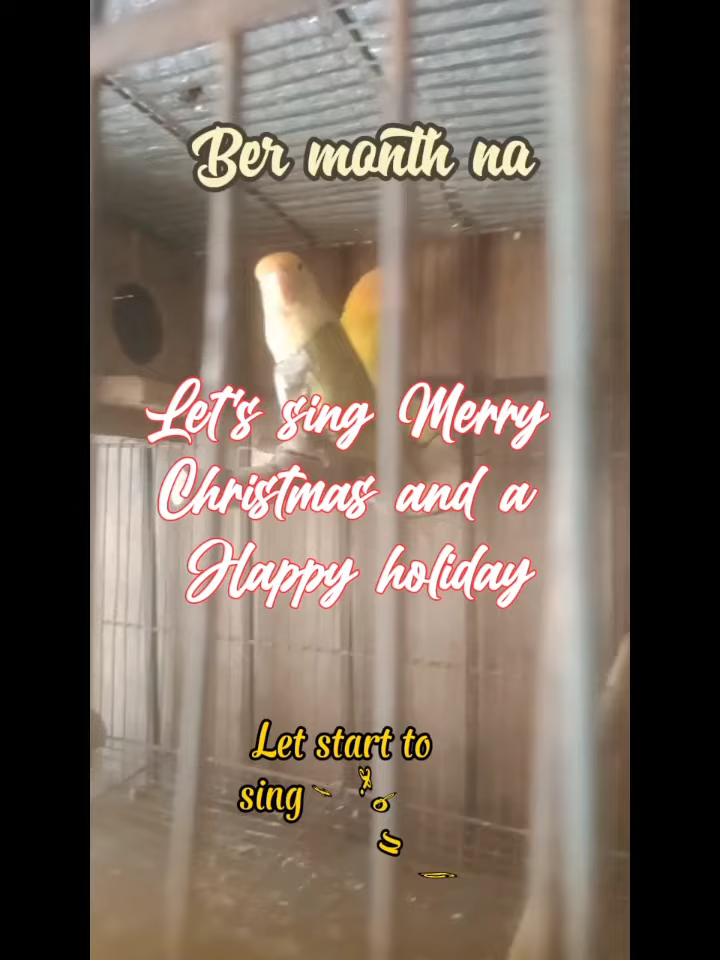 Ber month na
Let's sing Merry
Christmas and a
Happy holiday
Let start to
sing